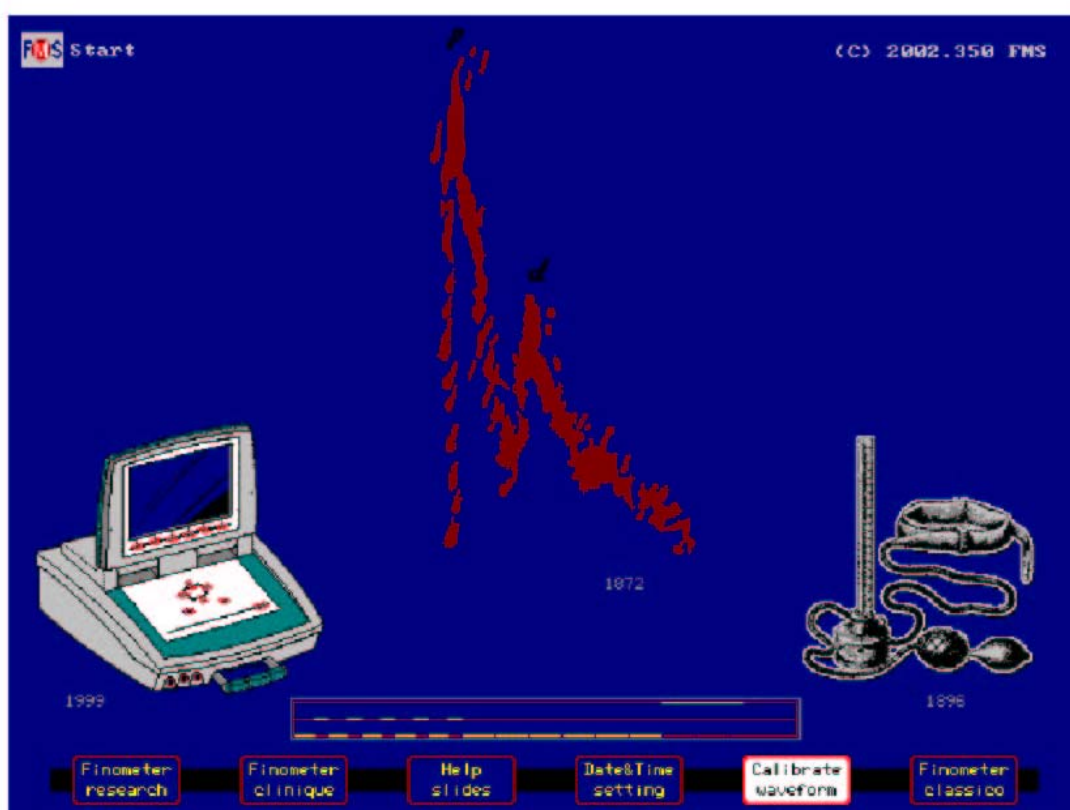 FMS Start
(C) 2002.350 FMS
P
d
1872
1999
1896
Finometer
research
Finometer
clinique
Help
slides
Date&Time
setting
Calibrate
waveform
Finometer
classico